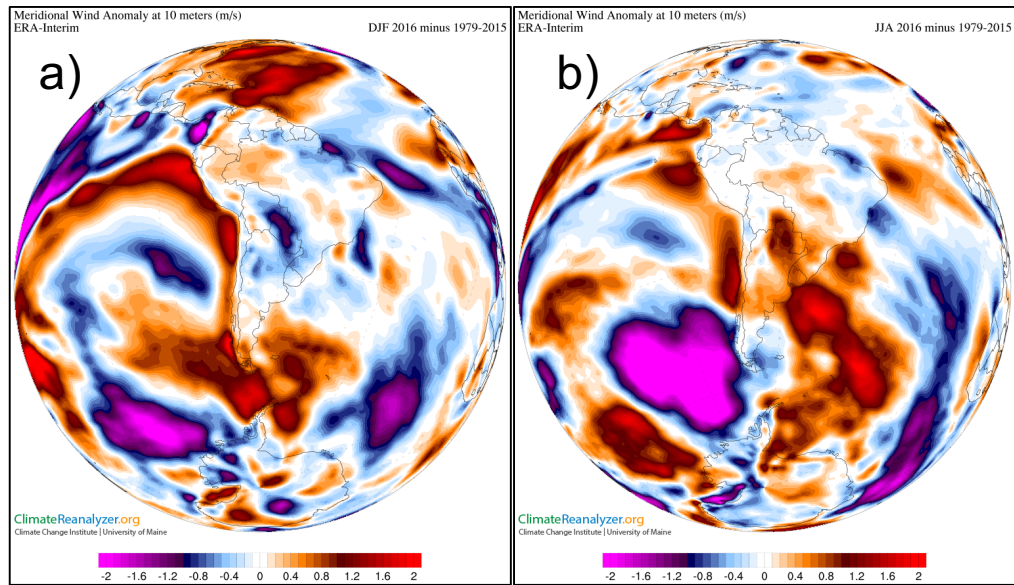 Meridional Wind Anomaly at 10 meters (m/s)
ERA-Interim DJF 2016 minus 1979-2015
a)
ClimateReanalyzer.org
Climate Change Institute | University of Maine
-2 -1.6 -1.2 -0.8 -0.4 0 0.4 0.8 1.2 1.6 2
Meridional Wind Anomaly at 10 meters (m/s)
ERA-Interim JJA 2016 minus 1979-2015
b)
ClimateReanalyzer.org
Climate Change Institute | University of Maine
-2 -1.6 -1.2 -0.8 -0.4 0 0.4 0.8 1.2 1.6 2